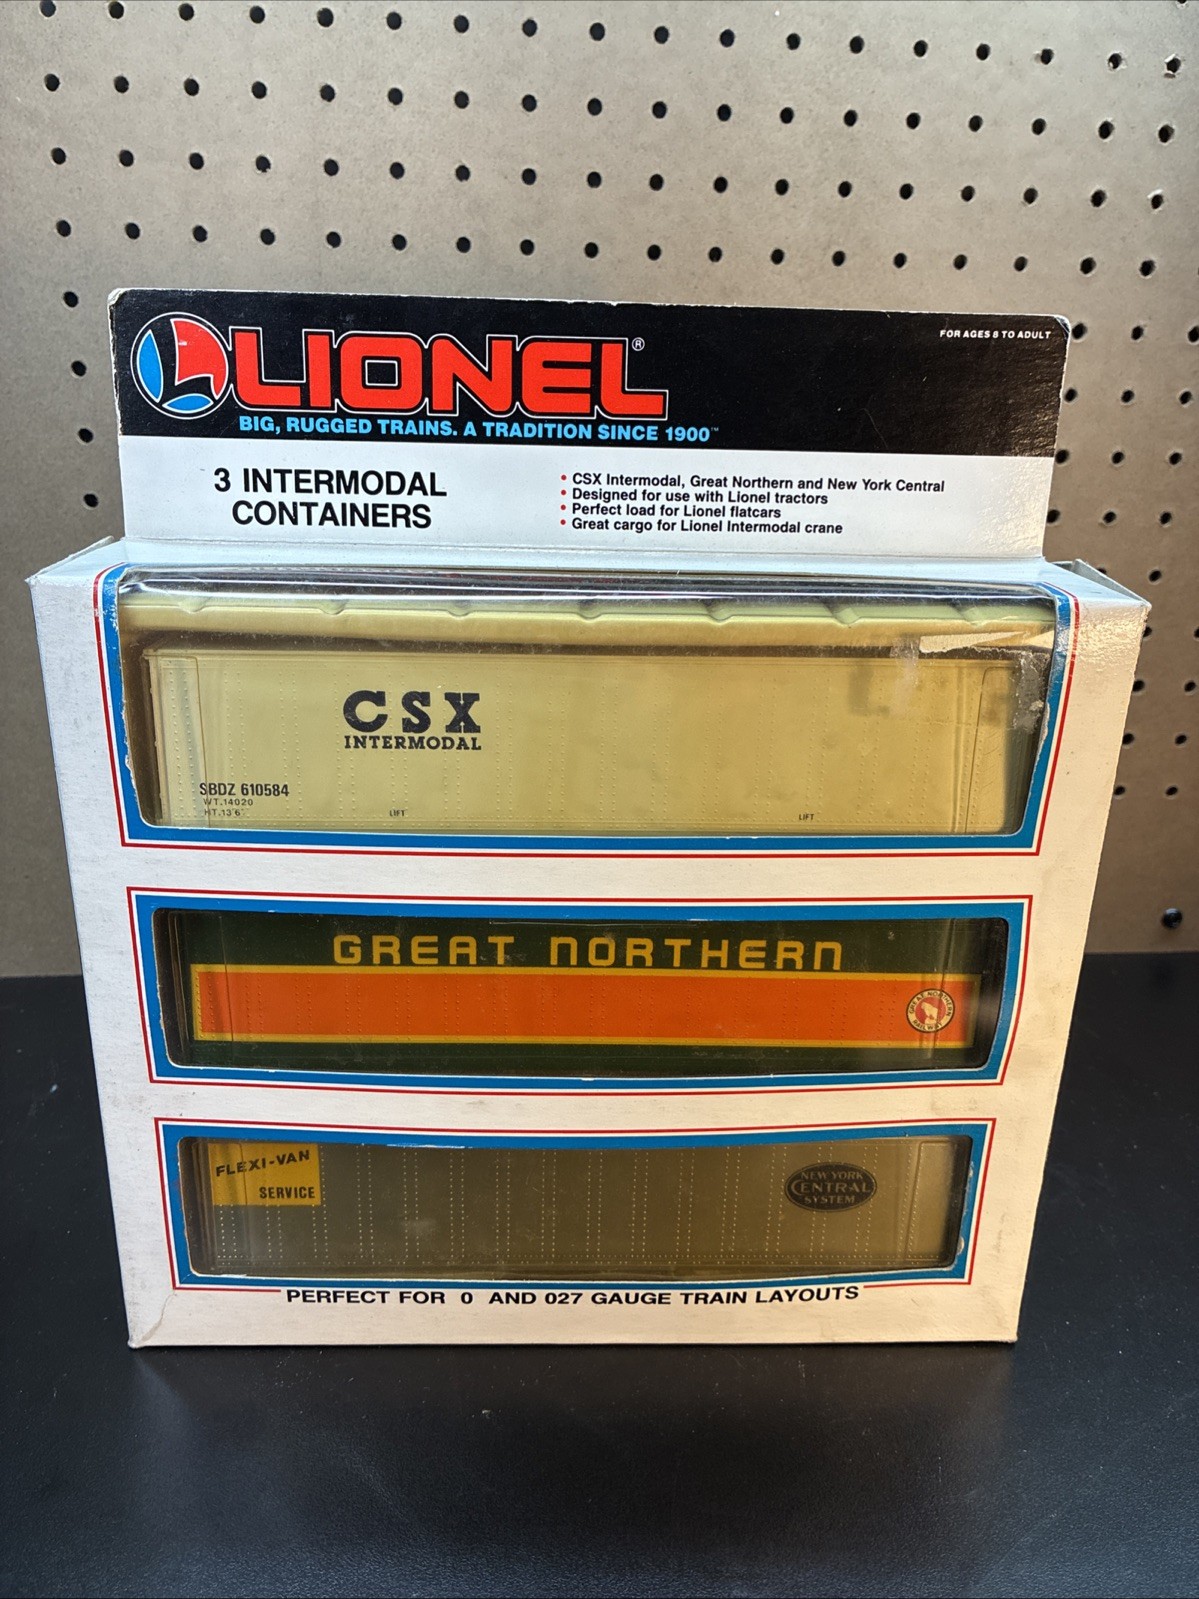 LIONEL®
FOR AGES 8 TO ADULT
BIG, RUGGED TRAINS. A TRADITION SINCE 1900™
3 INTERMODAL
CONTAINERS
• CSX Intermodal, Great Northern and New York Central
• Designed for use with Lionel tractors
• Perfect load for Lionel flatcars
• Great cargo for Lionel Intermodal crane
CSX
INTERMODAL
SBDZ 610584
WT.14020
HT.13'6"
LIFT
LIFT
GREAT NORTHERN
GREAT NORTHERN
RAILWAY
FLEXI-VAN
SERVICE
NEW YORK
CENTRAL
SYSTEM
PERFECT FOR 0 AND 027 GAUGE TRAIN LAYOUTS